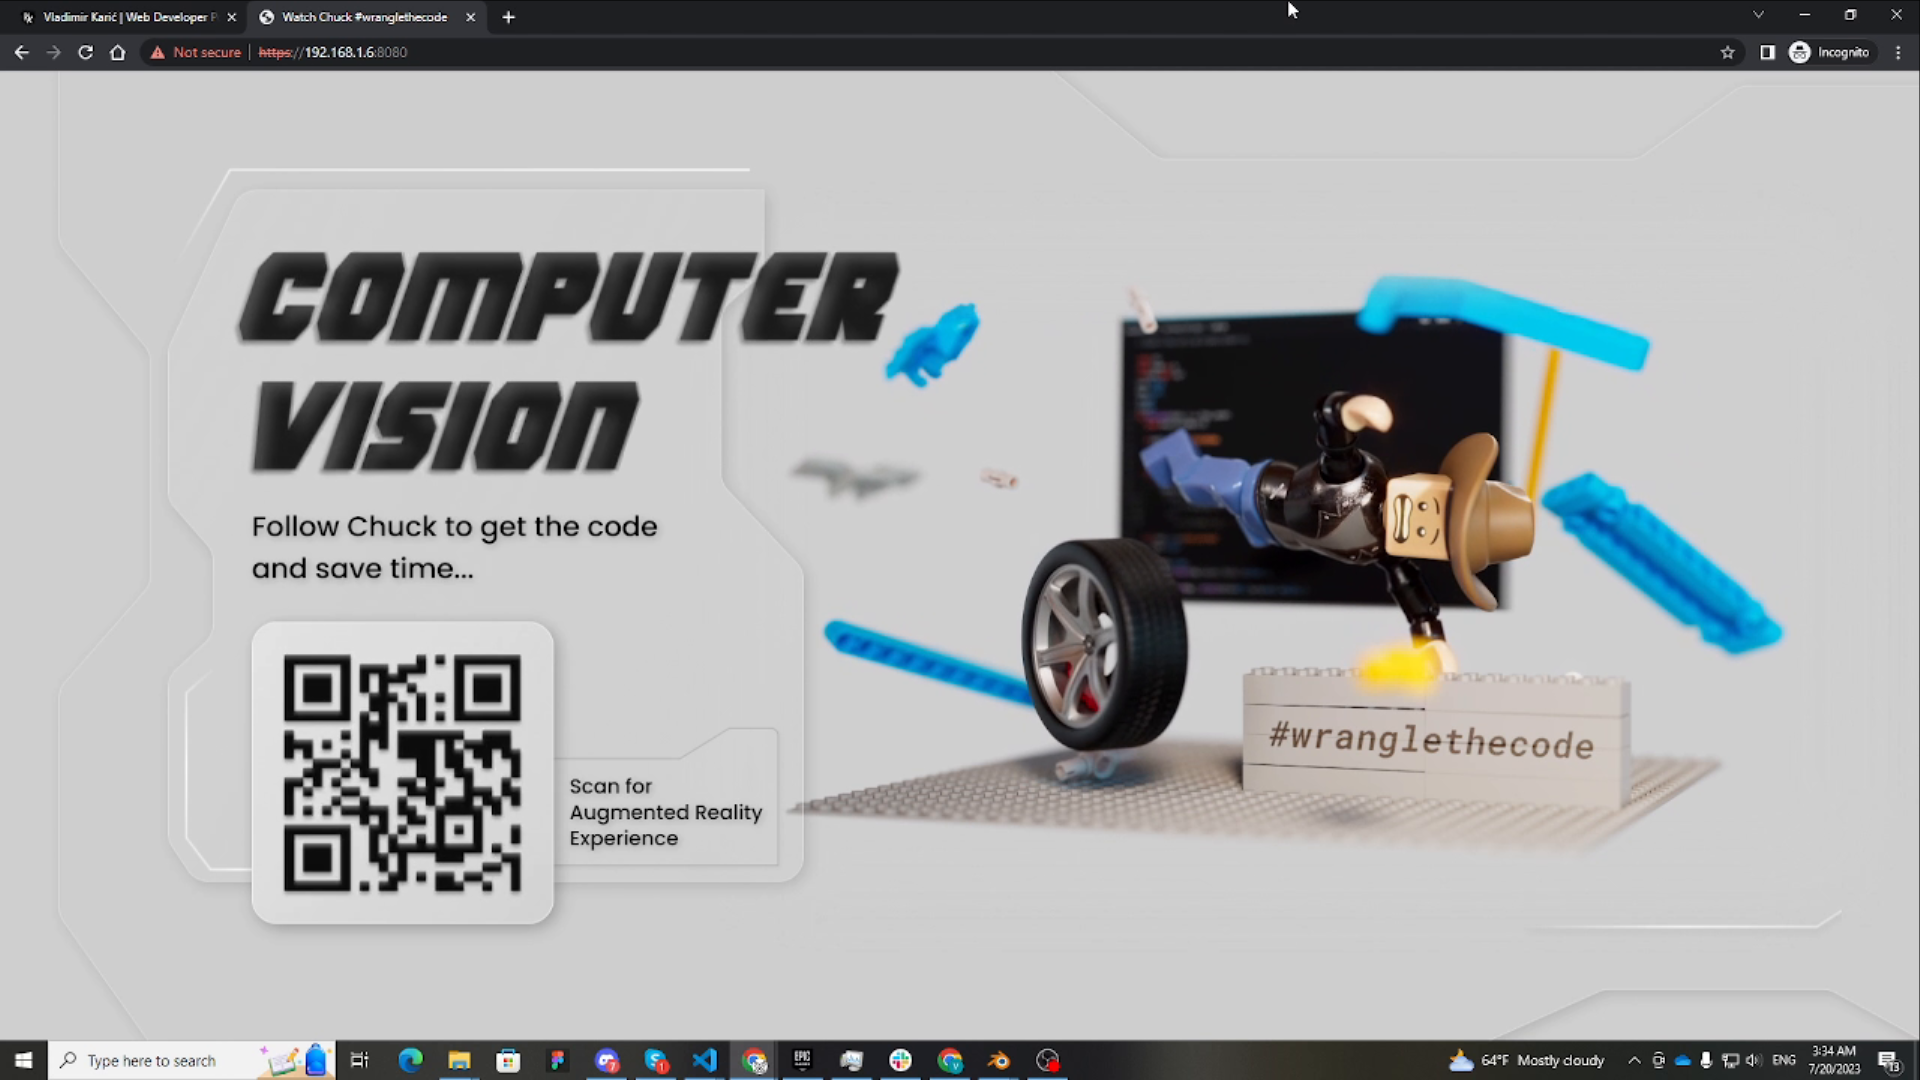 Vladimir Karić | Web Developer P
Watch Chuck #wranglethecode
Not secure
https://192.168.1.6:8080
Incognito
COMPUTER
VISION
Follow Chuck to get the code
and save time...
Scan for
Augmented Reality
Experience
#wranglethecode
Type here to search
EPIC
64°F Mostly cloudy
ENG
3:34 AM
7/20/2023
13